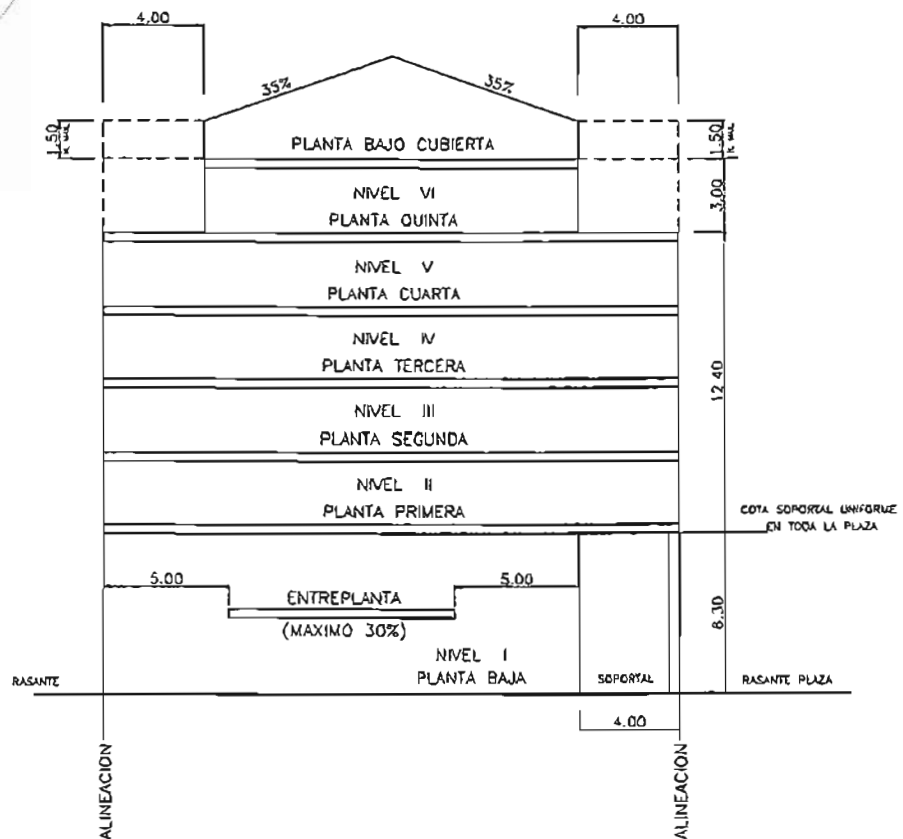 4.00
4.00
35%
35%
1.50
1.50
PLANTA BAJO CUBIERTA
3.00
NIVEL VI
PLANTA QUINTA
NIVEL V
PLANTA CUARTA
NIVEL IV
PLANTA TERCERA
12.40
NIVEL III
PLANTA SEGUNDA
NIVEL II
PLANTA PRIMERA
COTA SOPORTAL UNIFORME
EN TODA LA PLAZA
5.00
5.00
ENTREPLANTA
(MAXIMO 30%)
8.30
NIVEL I
PLANTA BAJA
RASANTE
SOPORTAL
RASANTE PLAZA
4.00
ALINEACION
ALINEACION